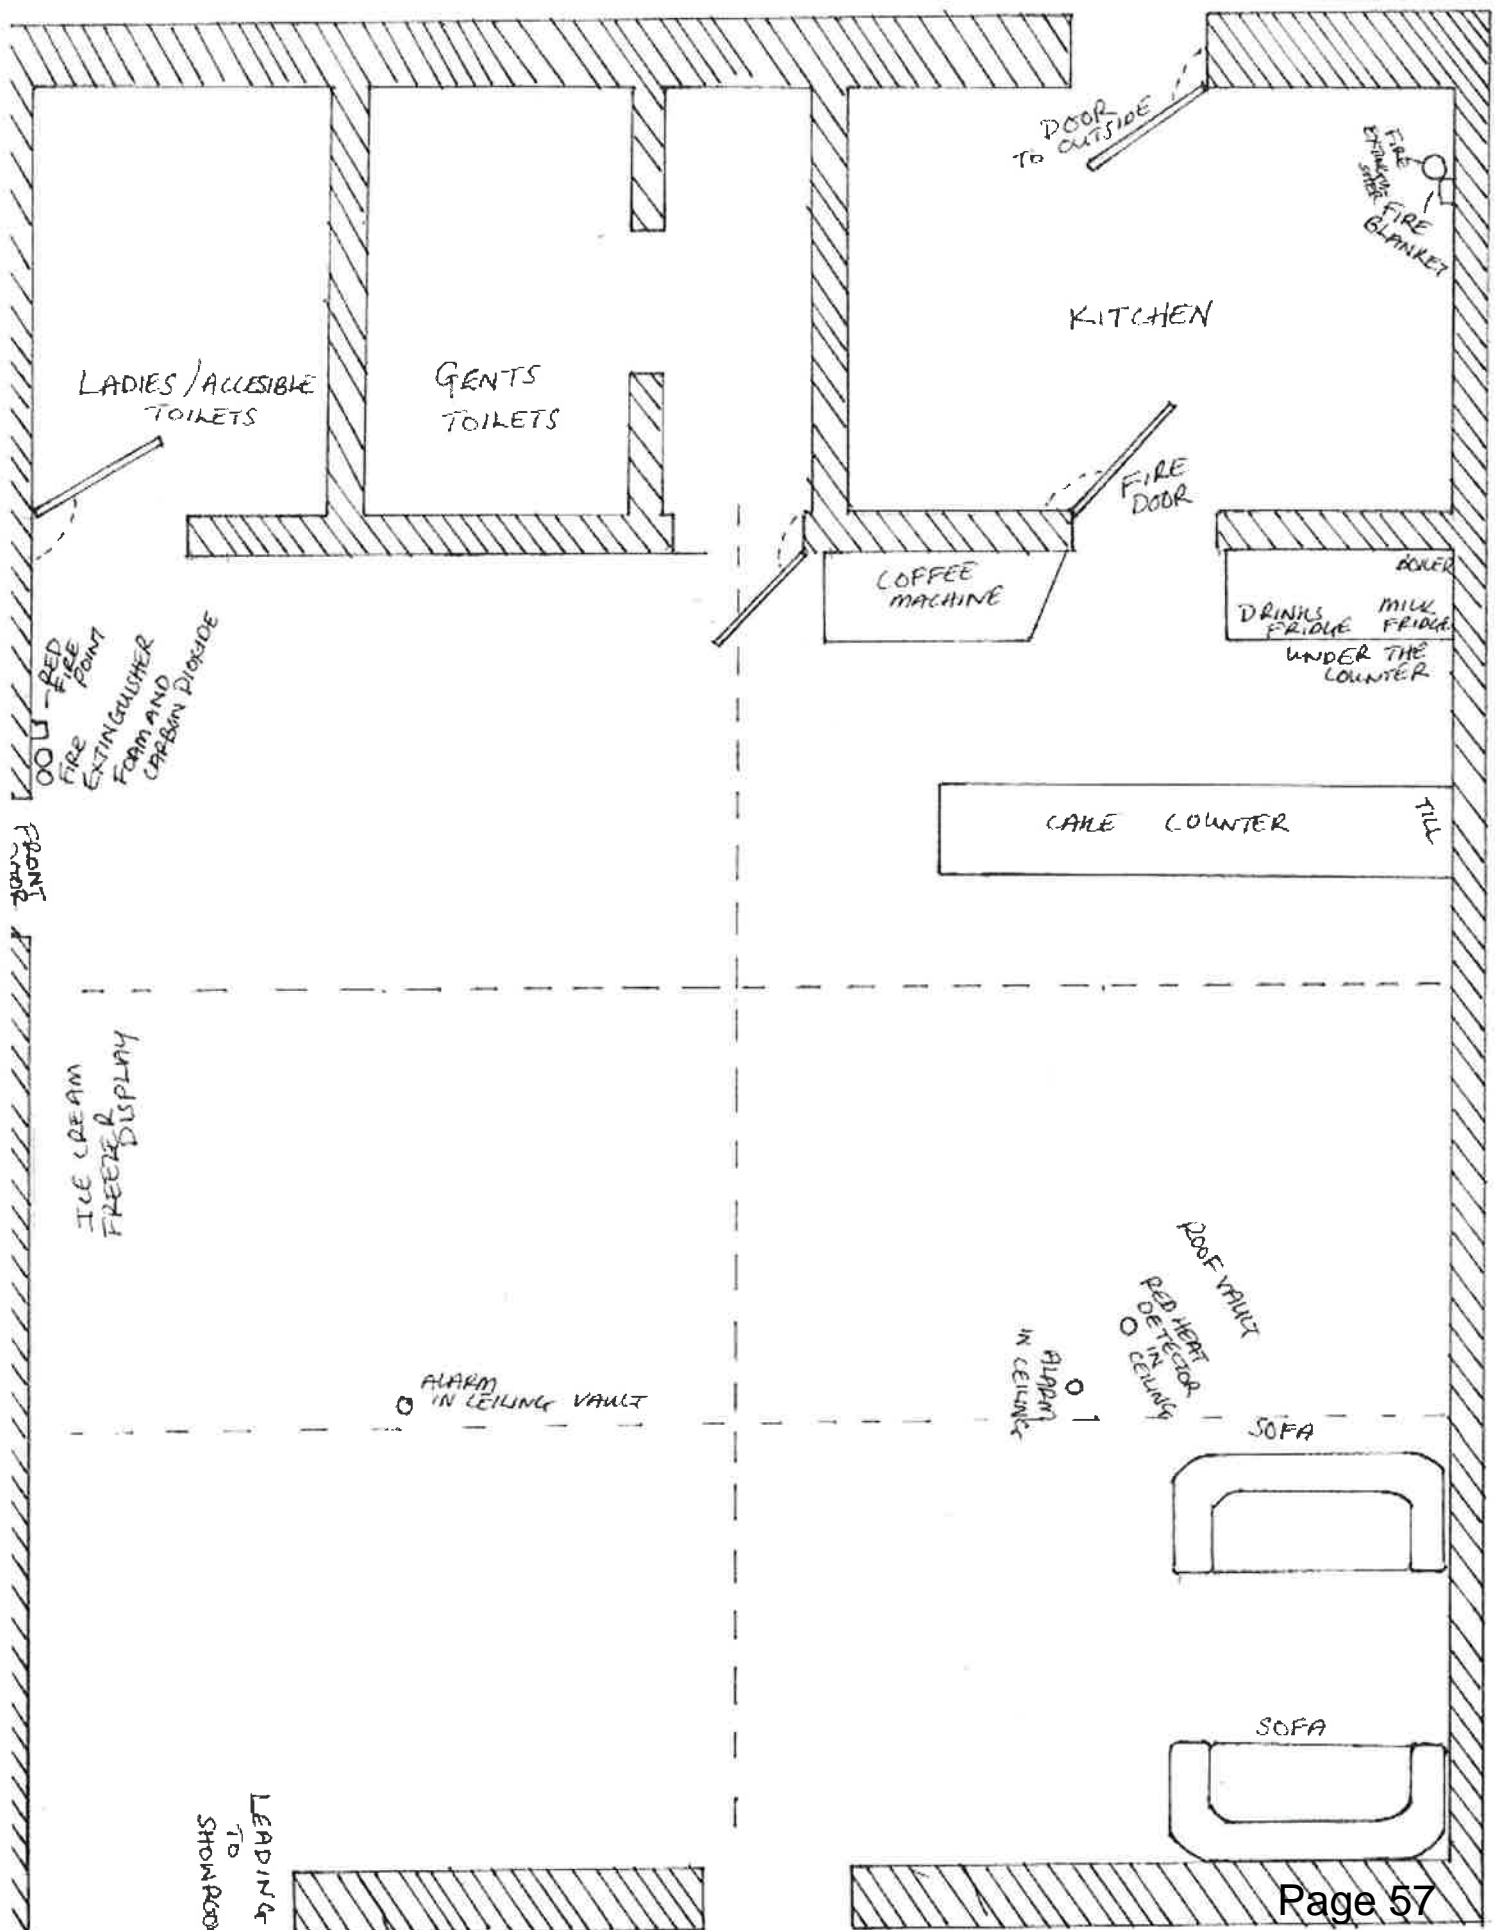 DOOR
TO OUTSIDE
FIRE
EXTINGUI-
SHER
FIRE
BLANKET
KITCHEN
LADIES/ACCESIBLE
TOILETS
GENTS
TOILETS
FIRE
DOOR
COFFEE
MACHINE
BOILER
DRINKS
FRIDGE
MILK
FRIDGE
UNDER THE
COUNTER
RED
FIRE
POINT
FIRE
EXTINGUISHER
FOAM AND
CARBON DIOXIDE
FRONT
DOOR
CAKE COUNTER
TILL
ICE CREAM
FREEZER
DISPLAY
ROOF VAULT
RED HEAT
DETECTOR
IN
CEILING
ALARM
IN CEILING
ALARM
IN CEILING VAULT
SOFA
SOFA
LEADING
TO
SHOWROO
Page 57